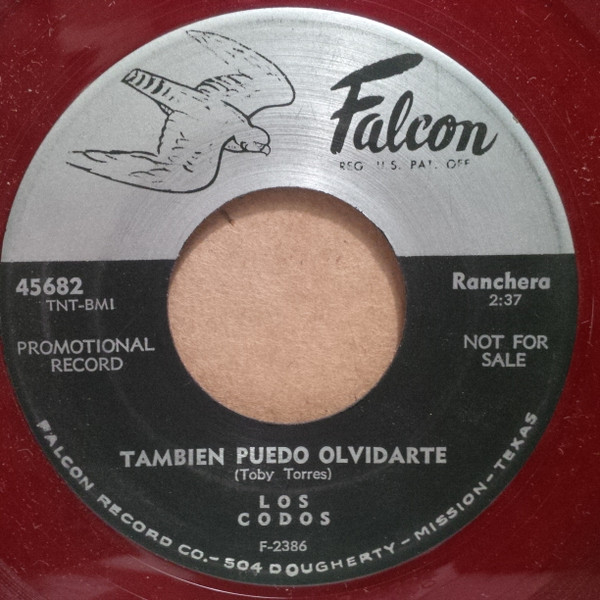 Falcon
REG. U.S. PAT. OFF.
45682
TNT-BMI
Ranchera
2:37
PROMOTIONAL
RECORD
NOT FOR
SALE
TAMBIEN PUEDO OLVIDARTE
(Toby Torres)
LOS
CODOS
F-2386
FALCON RECORD CO.-504 DOUGHERTY-MISSION-TEXAS